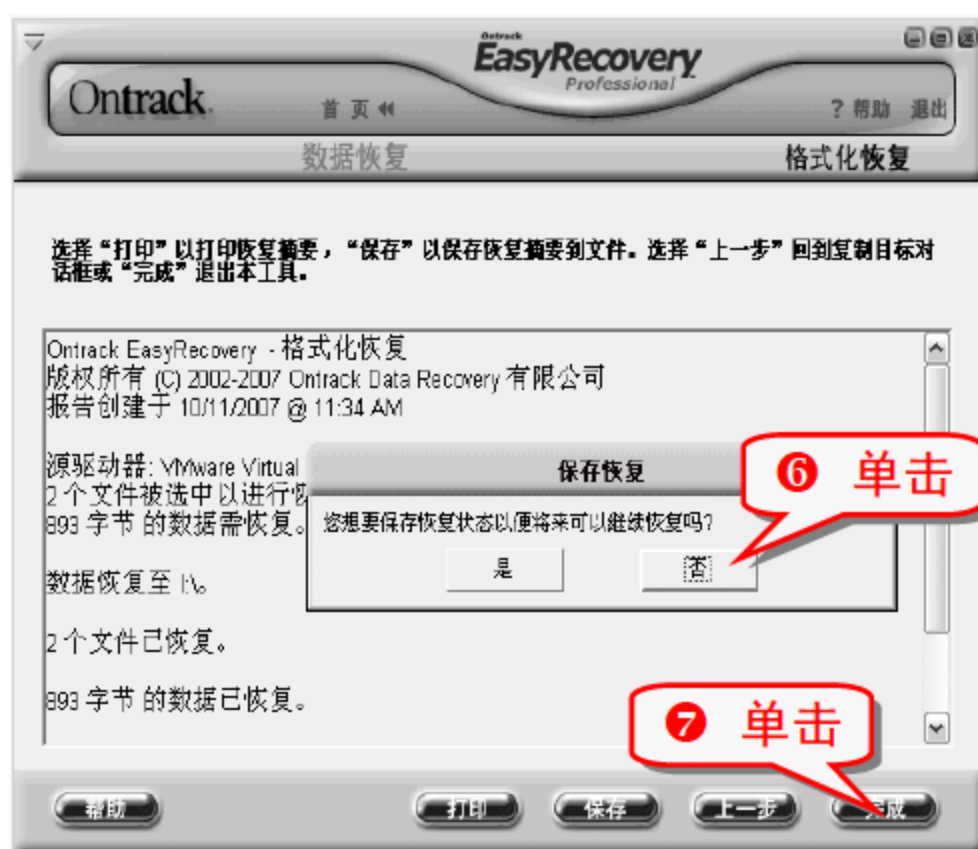 Ontrack
EasyRecovery
Professional
Ontrack.
首页
? 帮助 退出
数据恢复
格式化恢复
选择“打印”以打印恢复摘要，“保存”以保存恢复摘要到文件。选择“上一步”回到复制目标对
话框或“完成”退出本工具。
Ontrack EasyRecovery - 格式化恢复
版权所有 (C) 2002-2007 Ontrack Data Recovery 有限公司
报告创建于 10/11/2007 @ 11:34 AM
源驱动器: VMware Virtual
2 个文件被选中以进行恢
893 字节 的数据需恢复。
数据恢复至 I:\。
2 个文件已恢复。
893 字节 的数据已恢复。
保存恢复
您想要保存恢复状态以便将来可以继续恢复吗?
是 否
❻ 单击
❼ 单击
帮助 打印 保存 上一步 完成